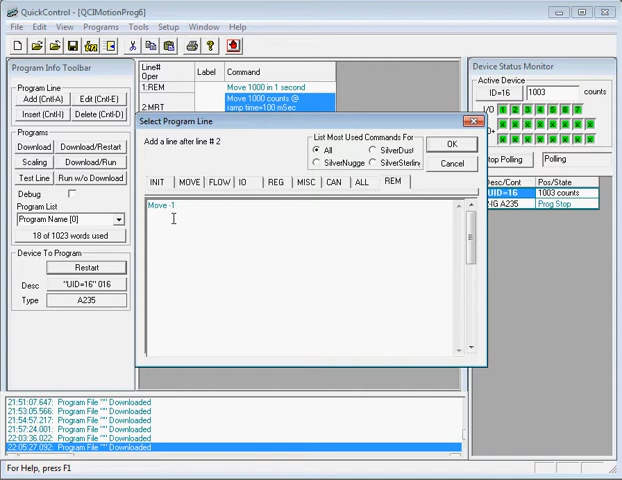 QuickControl - [QCIMotionProg6]
File Edit View Programs Tools Setup Window Help
Program Info Toolbar
Program Line
Add (Cntl-A) Edit (Cntl-E)
Insert (Cntl-I) Delete (Cntl-D)
Programs
Download Download/Restart
Scaling Download/Run
Test Line Run w/o Download
Debug
Program List
Program Name [0]
18 of 1023 words used
Device To Program
Restart
Desc "UID=16" 016
Type A235
Line# Label Command
Oper
1:REM Move 1000 in 1 second
2:MRT Move 1000 counts @
ramp time=100 mSec
Select Program Line
Add a line after line # 2
List Most Used Commands For
All SilverDust
SilverNugge SilverSterlin
OK
Cancel
INIT MOVE FLOW IO REG MISC CAN ALL REM
Move -1
Device Status Monitor
Active Device
ID=16 1003 counts
I/O 1 2 3 4 5 6 7
Stop Polling Polling
Desc/Cont Pos/State
UID=16" 1003 counts
A235 Prog Stop
21:51:07.647: Program File "" Downloaded
21:53:05.566: Program File "" Downloaded
21:54:57.217: Program File "" Downloaded
21:57:24.001: Program File "" Downloaded
22:03:36.022: Program File "" Downloaded
22:05:27.092: Program File "" Downloaded
For Help, press F1